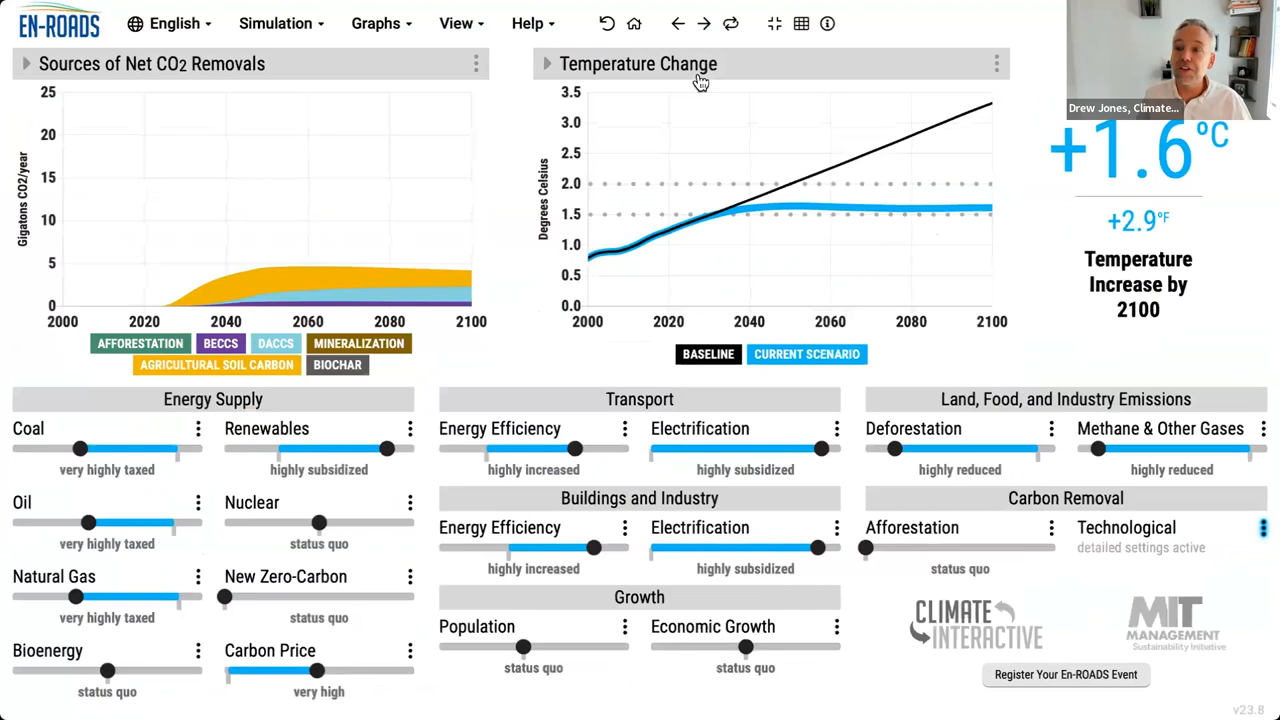 EN-ROADS
English
Simulation
Graphs
View
Help
Drew Jones, Climate...
Sources of Net CO2 Removals
25
20
15
10
5
0
Gigatons CO2/year
2000 2020 2040 2060 2080 2100
AFFORESTATION BECCS DACCS MINERALIZATION
AGRICULTURAL SOIL CARBON BIOCHAR
Temperature Change
3.5
3.0
2.5
2.0
1.5
1.0
0.5
0.0
Degrees Celsius
2000 2020 2040 2060 2080 2100
BASELINE CURRENT SCENARIO
+1.6°C
+2.9°F
Temperature
Increase by
2100
Energy Supply
Coal
very highly taxed
Renewables
highly subsidized
Oil
very highly taxed
Nuclear
status quo
Natural Gas
very highly taxed
New Zero-Carbon
status quo
Bioenergy
status quo
Carbon Price
very high
Transport
Energy Efficiency
highly increased
Electrification
highly subsidized
Buildings and Industry
Energy Efficiency
highly increased
Electrification
highly subsidized
Growth
Population
status quo
Economic Growth
status quo
Land, Food, and Industry Emissions
Deforestation
highly reduced
Methane & Other Gases
highly reduced
Carbon Removal
Afforestation
status quo
Technological
detailed settings active
CLIMATE
INTERACTIVE
MIT
MANAGEMENT
Sustainability Initiative
Register Your En-ROADS Event
v23.8